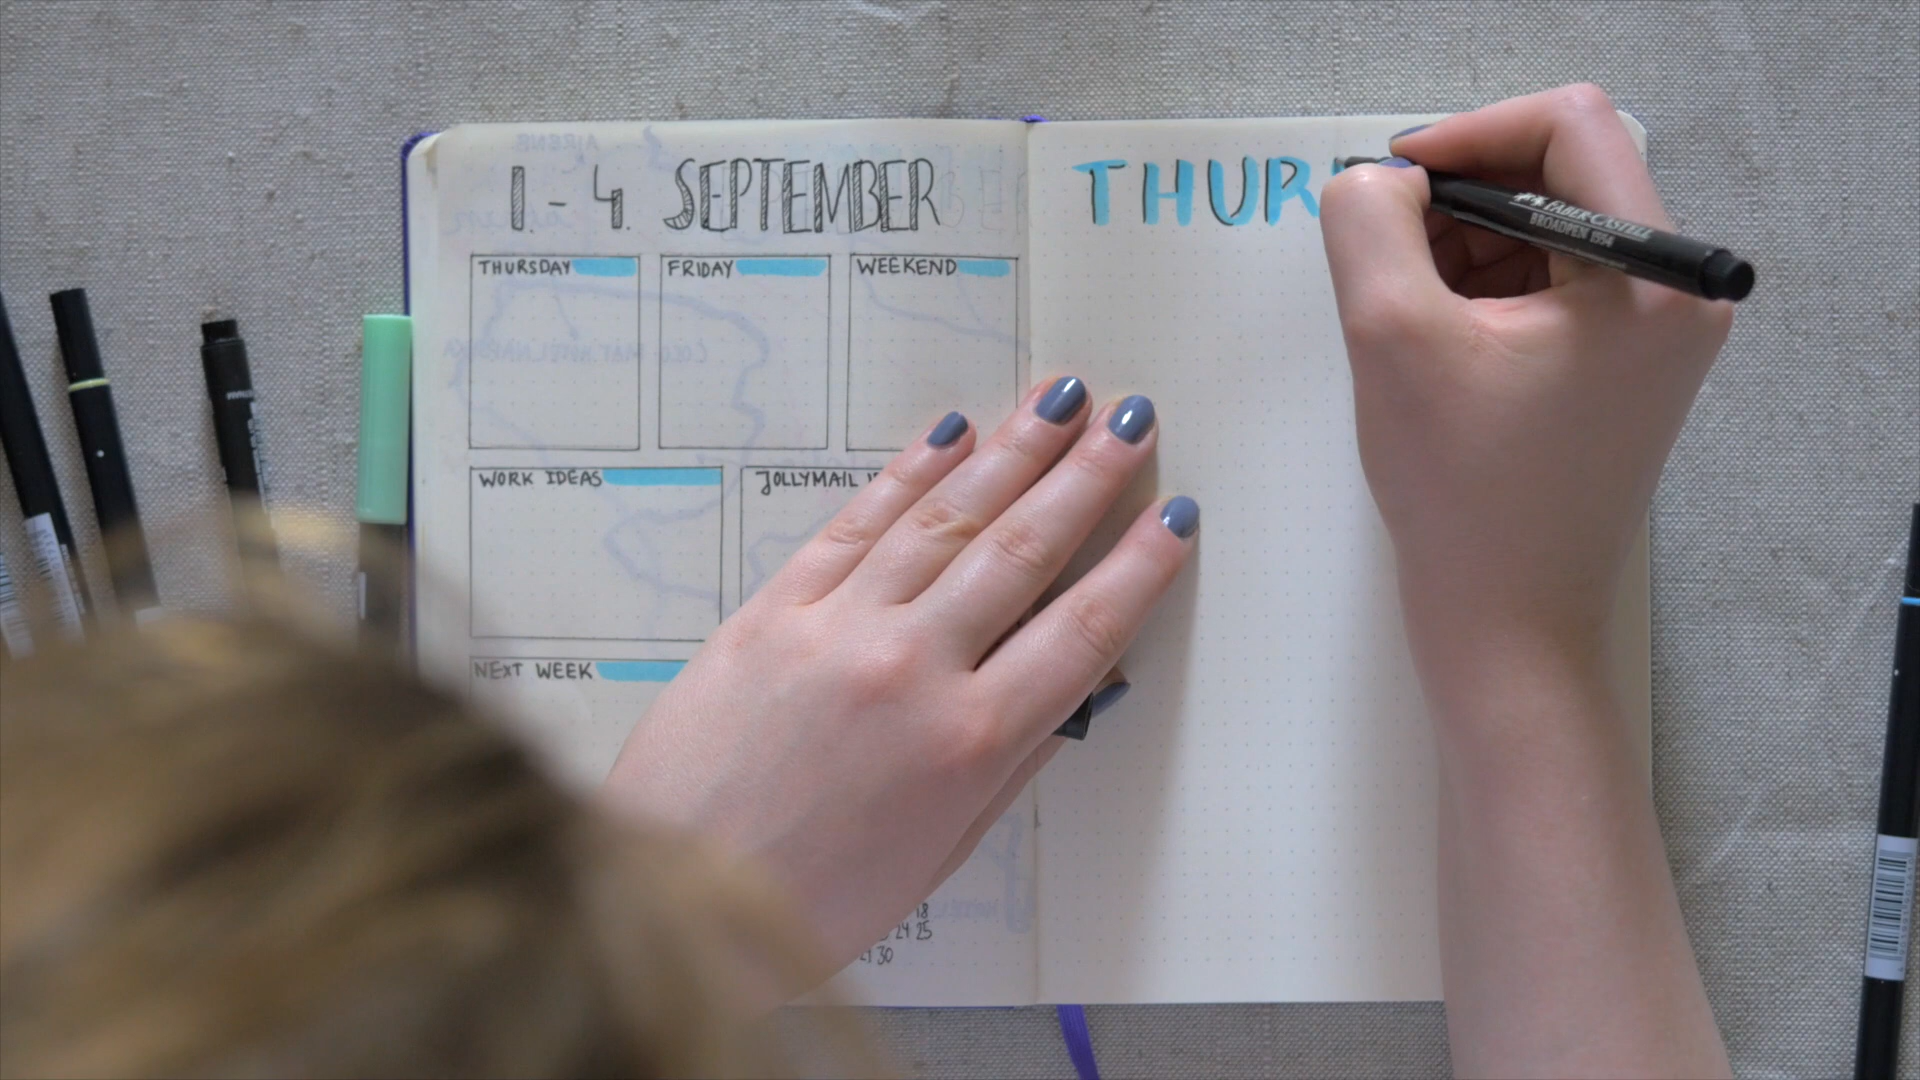 1. - 4. SEPTEMBER
THURSDAY
FRIDAY
WEEKEND
WORK IDEAS
JOLLYMAIL
NEXT WEEK
18
24 25
30
THUR
FABER-CASTELL
BROADPEN 1554